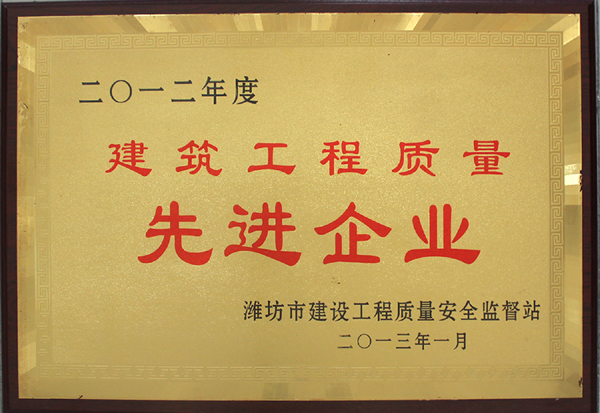 二〇一二年度
建筑工程质量
先进企业
潍坊市建设工程质量安全监督站
二〇一三年一月